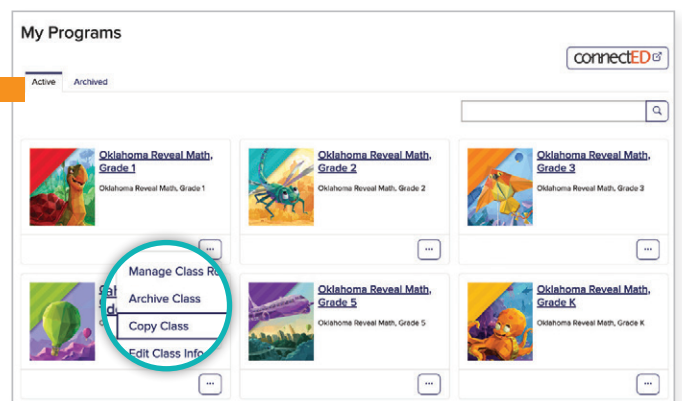 My Programs
connectED
Active Archived
Oklahoma Reveal Math,
Grade 1
Oklahoma Reveal Math, Grade 1
Oklahoma Reveal Math,
Grade 2
Oklahoma Reveal Math, Grade 2
Oklahoma Reveal Math,
Grade 3
Oklahoma Reveal Math, Grade 3
...
...
...
Manage Class
Archive Class
Copy Class
Edit Class Info
Oklahoma Reveal Math,
Grade 5
Oklahoma Reveal Math, Grade 5
Oklahoma Reveal Math,
Grade K
Oklahoma Reveal Math, Grade K
...
...
...